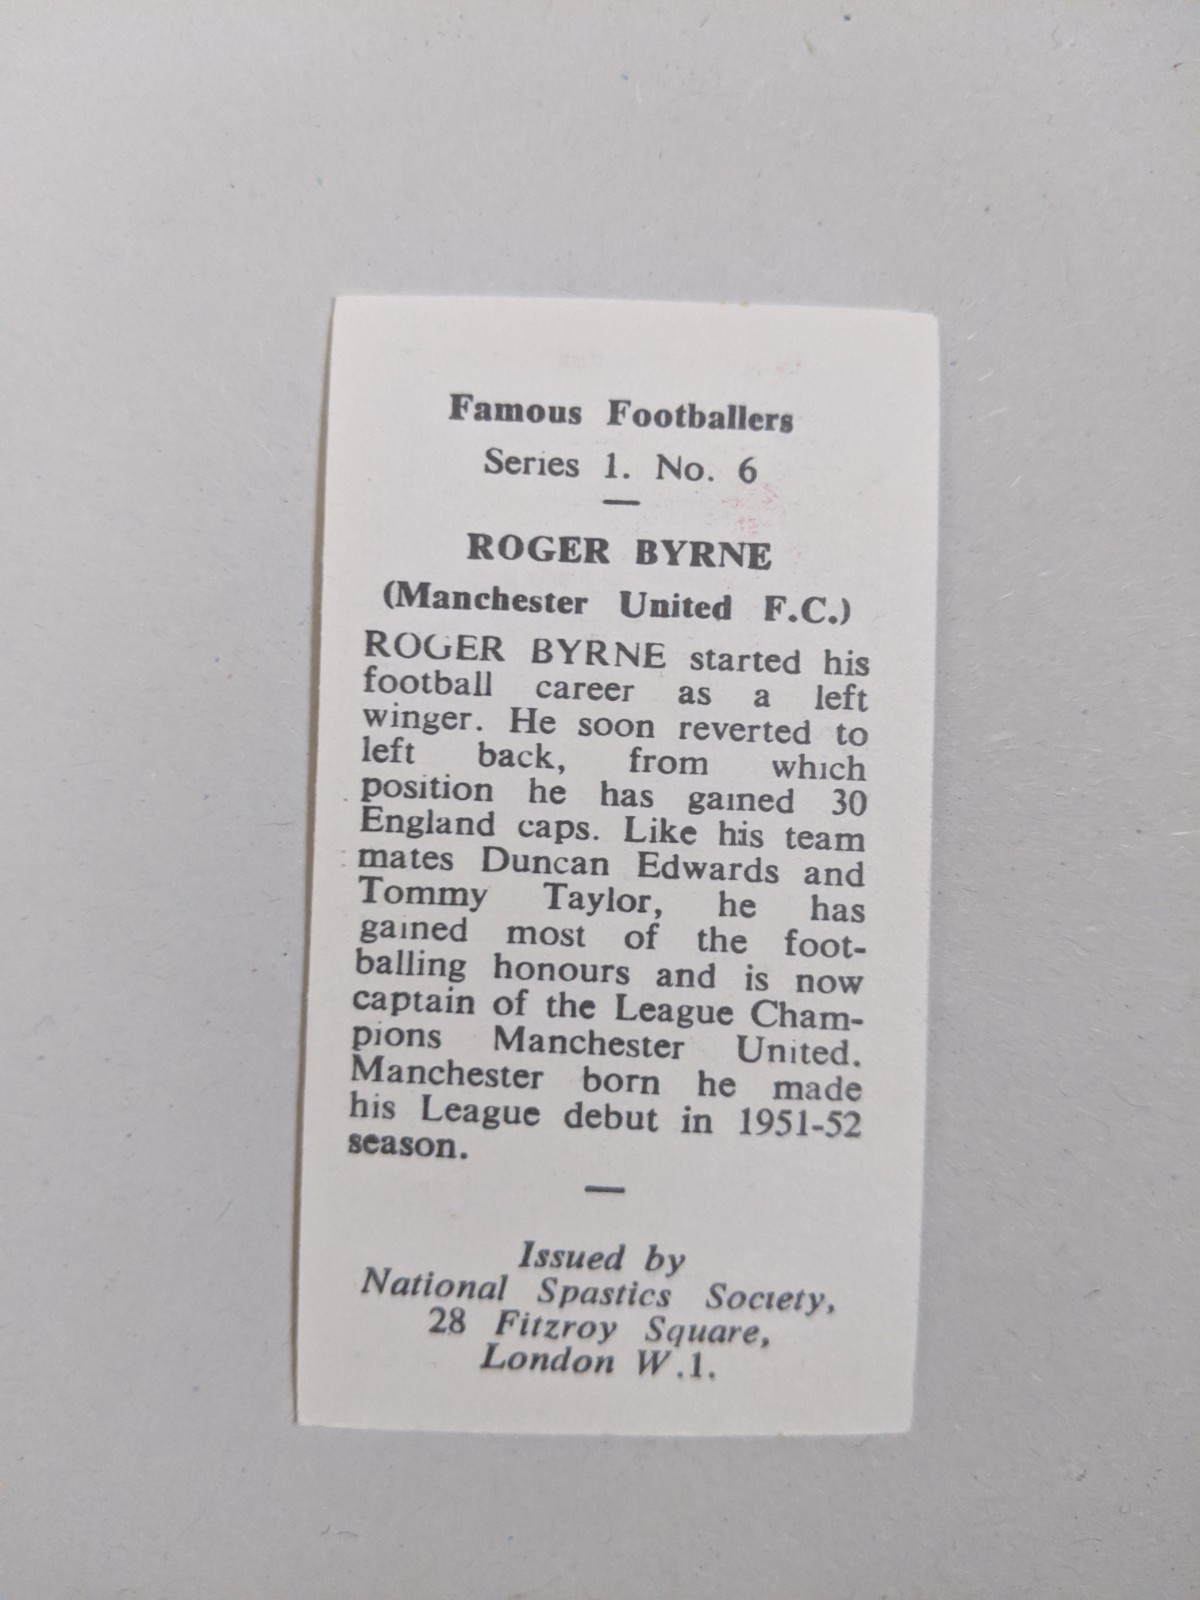 Famous Footballers
Series 1. No. 6
ROGER BYRNE
(Manchester United F.C.)
ROGER BYRNE started his
football career as a left
winger. He soon reverted to
left back, from which
position he has gained 30
England caps. Like his team
mates Duncan Edwards and
Tommy Taylor, he has
gained most of the foot-
balling honours and is now
captain of the League Cham-
pions Manchester United.
Manchester born he made
his League debut in 1951-52
season.
Issued by
National Spastics Society,
28 Fitzroy Square,
London W.1.